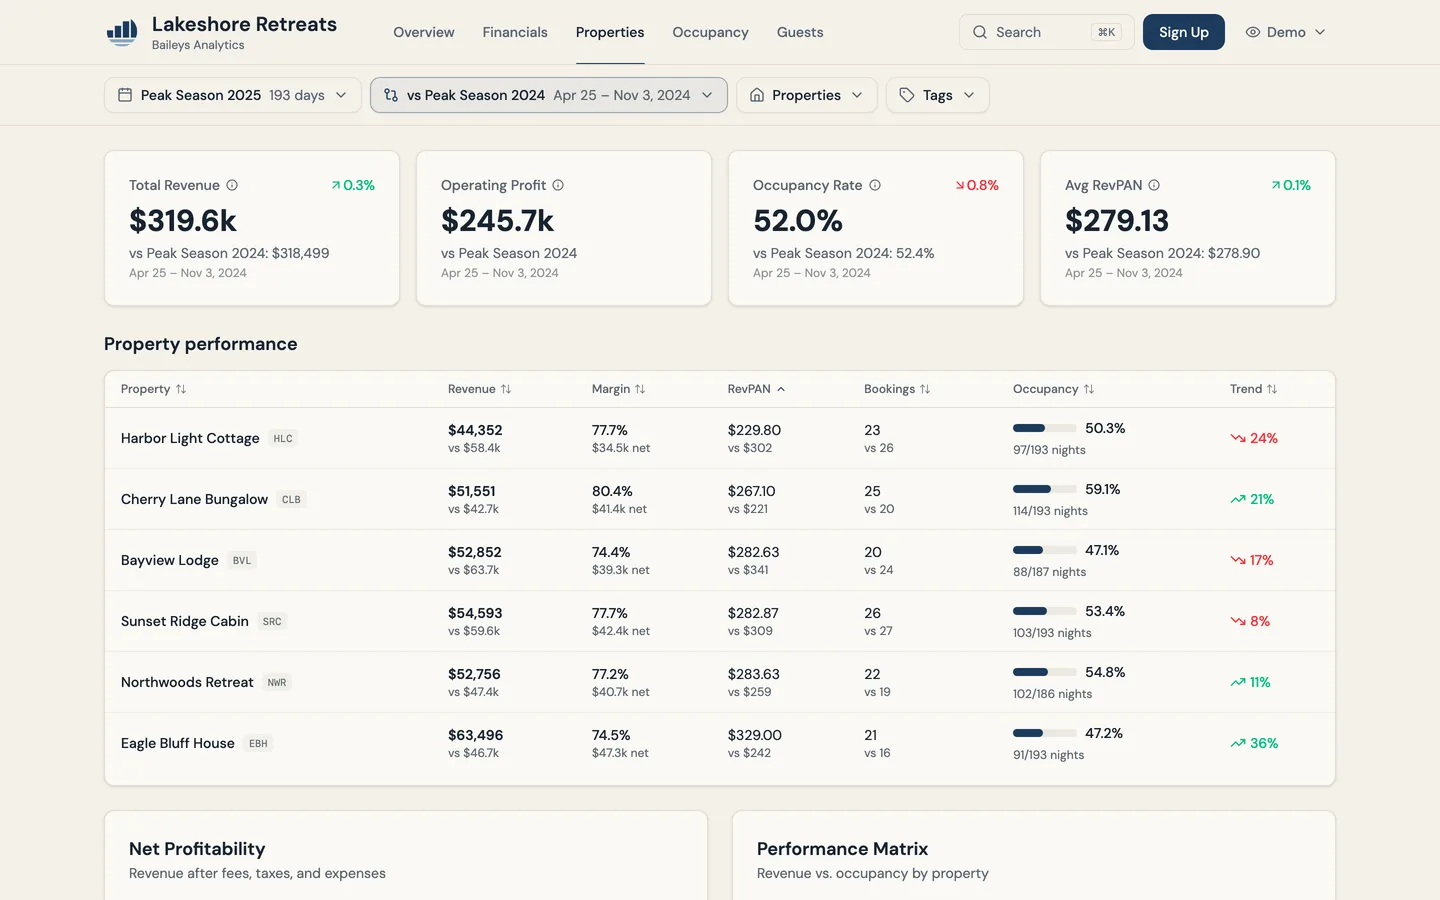 Lakeshore Retreats
Baileys Analytics
Overview
Financials
Properties
Occupancy
Guests
Search ⌘K
Sign Up
Demo
Peak Season 2025 193 days
vs Peak Season 2024 Apr 25 – Nov 3, 2024
Properties
Tags
Total Revenue 0.3%
$319.6k
vs Peak Season 2024: $318,499
Apr 25 – Nov 3, 2024
Operating Profit
$245.7k
vs Peak Season 2024
Apr 25 – Nov 3, 2024
Occupancy Rate 0.8%
52.0%
vs Peak Season 2024: 52.4%
Apr 25 – Nov 3, 2024
Avg RevPAN 0.1%
$279.13
vs Peak Season 2024: $278.90
Apr 25 – Nov 3, 2024
Property performance
Property Revenue Margin RevPAN Bookings Occupancy Trend
Harbor Light Cottage HLC $44,352 77.7% $229.80 23 50.3% 24%
vs $58.4k $34.5k net vs $302 vs 26 97/193 nights
Cherry Lane Bungalow CLB $51,551 80.4% $267.10 25 59.1% 21%
vs $42.7k $41.4k net vs $221 vs 20 114/193 nights
Bayview Lodge BVL $52,852 74.4% $282.63 20 47.1% 17%
vs $63.7k $39.3k net vs $341 vs 24 88/187 nights
Sunset Ridge Cabin SRC $54,593 77.7% $282.87 26 53.4% 8%
vs $59.6k $42.4k net vs $309 vs 27 103/193 nights
Northwoods Retreat NWR $52,756 77.2% $283.63 22 54.8% 11%
vs $47.4k $40.7k net vs $259 vs 19 102/186 nights
Eagle Bluff House EBH $63,496 74.5% $329.00 21 47.2% 36%
vs $46.7k $47.3k net vs $242 vs 16 91/193 nights
Net Profitability
Revenue after fees, taxes, and expenses
Performance Matrix
Revenue vs. occupancy by property